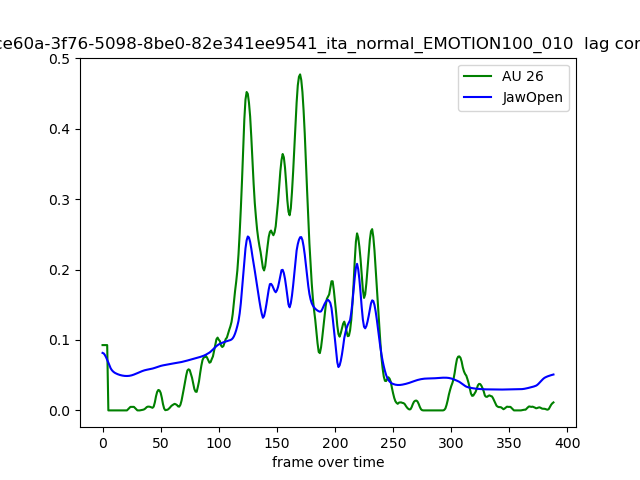 ce60a-3f76-5098-8be0-82e341ee9541_ita_normal_EMOTION100_010 lag cor
0.5
0.4
0.3
0.2
0.1
0.0
AU 26
JawOpen
0 50 100 150 200 250 300 350 400
frame over time